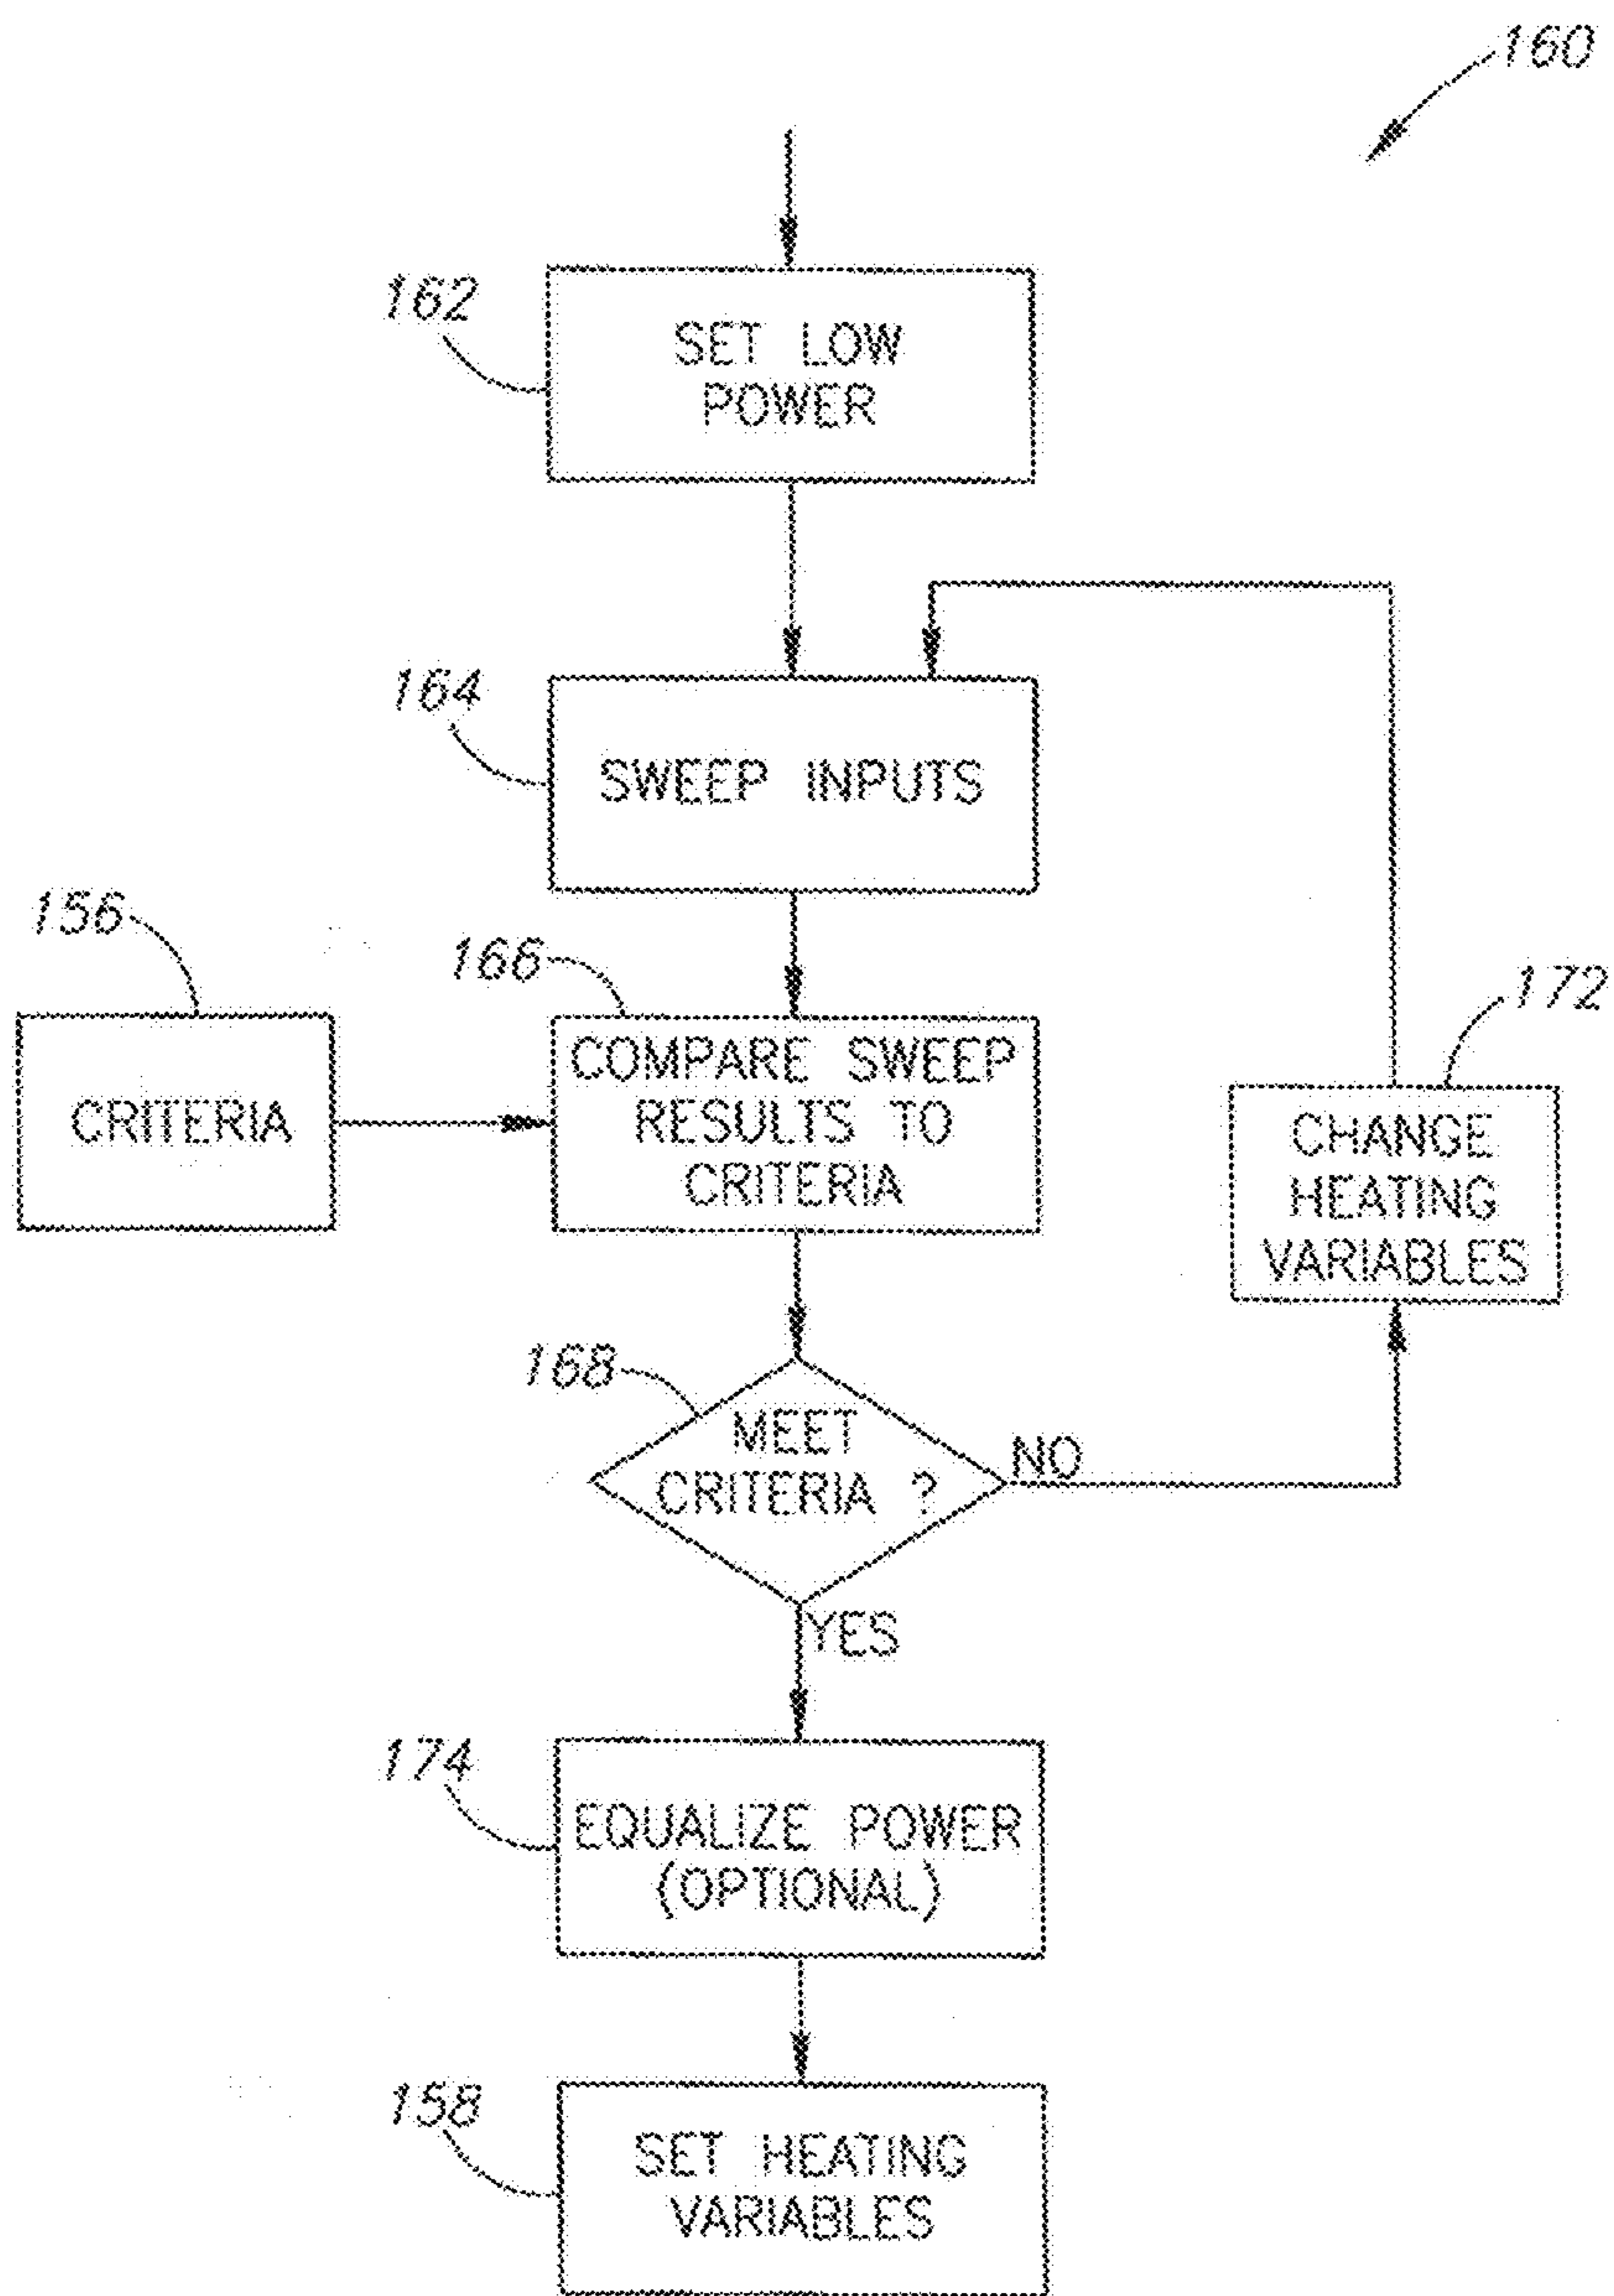 160
162
SET LOW
POWER
164
SWEEP INPUTS
156
CRITERIA
166
COMPARE SWEEP
RESULTS TO
CRITERIA
172
CHANGE
HEATING
VARIABLES
168
MEET
CRITERIA ?
NO
YES
174
EQUALIZE POWER
(OPTIONAL)
158
SET HEATING
VARIABLES